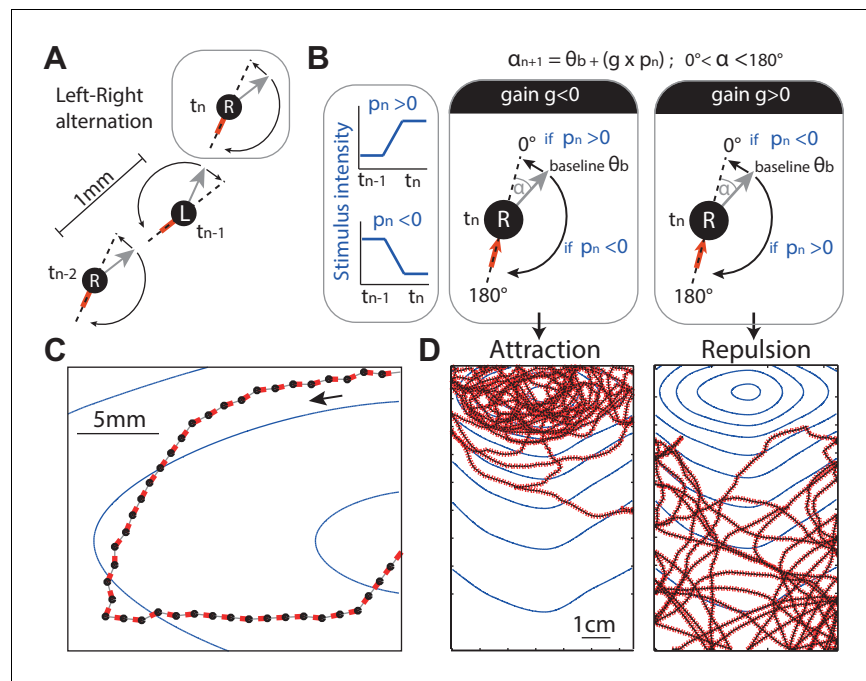 A
Left-Right
alternation
1mm
tn
R
L
tn-1
tn-2
R
B
αn+1 = θb + (g x pn) ; 0°< α <180°
Stimulus intensity
pn >0
tn-1
tn
pn <0
tn-1
tn
gain g<0
0°
if pn >0
baseline θb
α
tn
R
if pn <0
180°
gain g>0
0°
if pn <0
baseline θb
α
tn
R
if pn >0
180°
C
5mm
D
Attraction
Repulsion
1cm